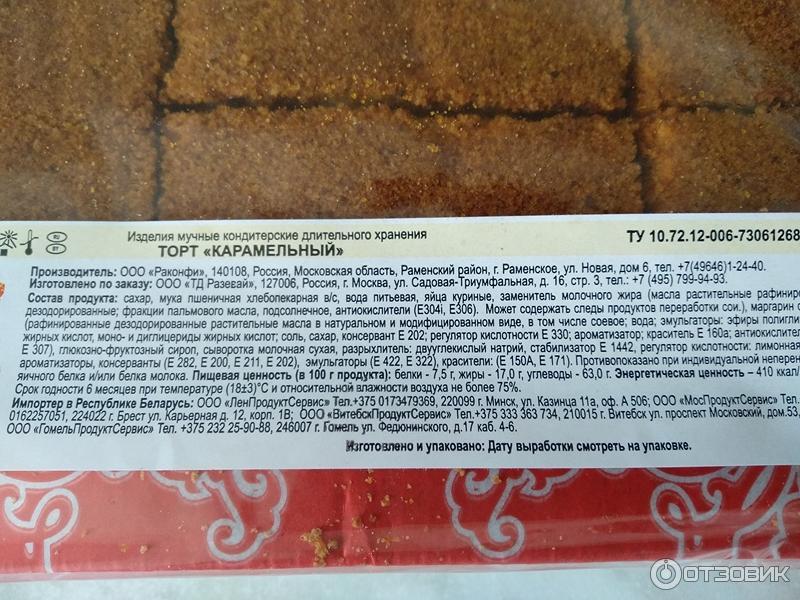 Изделия мучные кондитерские длительного хранения
ТОРТ «КАРАМЕЛЬНЫЙ»
ТУ 10.72.12-006-73061268
RU
BY
Производитель: ООО «Раконфи», 140108, Россия, Московская область, Раменский район, г. Раменское, ул. Новая, дом 6, тел., +7(49646)1-24-40.
Изготовлено по заказу: ООО «ТД Разевай», 127006, Россия, г. Москва, ул. Садовая-Триумфальная, д. 16, стр. 3, тел.: +7 (495) 799-94-93.
Состав продукта: сахар, мука пшеничная хлебопекарная в/с, вода питьевая, яйца куриные, заменитель молочного жира (масла растительные рафиниро
дезодорированные; фракции пальмового масла, подсолнечное, антиокислители (Е304i, Е306). Может содержать следы продуктов переработки сои.), маргарин
(рафинированные дезодорированные растительные масла в натуральном и модифицированном виде, в том числе соевое; вода; эмульгаторы: эфиры
жирных кислот, моно- и диглицериды жирных кислот; соль, сахар, консервант Е 202; регулятор кислотности Е 330; ароматизатор; краситель Е 160а; антиокислители
Е 307), глюкозно-фруктозный сироп, сыворотка молочная сухая, разрыхлитель: двууглекислый натрий, стабилизатор Е 1442, регулятор кислотности: лимонная
ароматизаторы, консерванты (Е 282, Е 200, Е 211, Е 202), эмульгаторы (Е 422, Е 322), красители: (Е 150А, Е 171). Противопоказано при индивидуальной неперен
яичного белка и/или белка молока. Пищевая ценность (в 100 г продукта): белки - 7,5 г, жиры - 17,0 г, углеводы - 63,0 г. Энергетическая ценность – 410 ккал/
Срок годности 6 месяцев при температуре (18±3)°С и относительной влажности воздуха не более 75%.
Импортер в Республике Беларусь: ООО «ЛенПродуктСервис» Тел.+375 0173479369, 220099 г. Минск, ул. Казинца 11а, оф. А 506; ООО «МосПродуктСервис» Тел.
0162257051, 224022 г. Брест ул. Карьерная д. 12, корп. 1В; ООО «ВитебскПродуктСервис» Тел.+375 333 363 734, 210015 г. Витебск ул. проспект Московский, дом.53,
ООО «ГомельПродуктСервис» Тел. +375 232 25-90-88, 246007 г. Гомель ул. Федюнинского, д.17 каб. 4-6.
Изготовлено и упаковано: Дату выработки смотреть на упаковке.
ОТЗОВИК